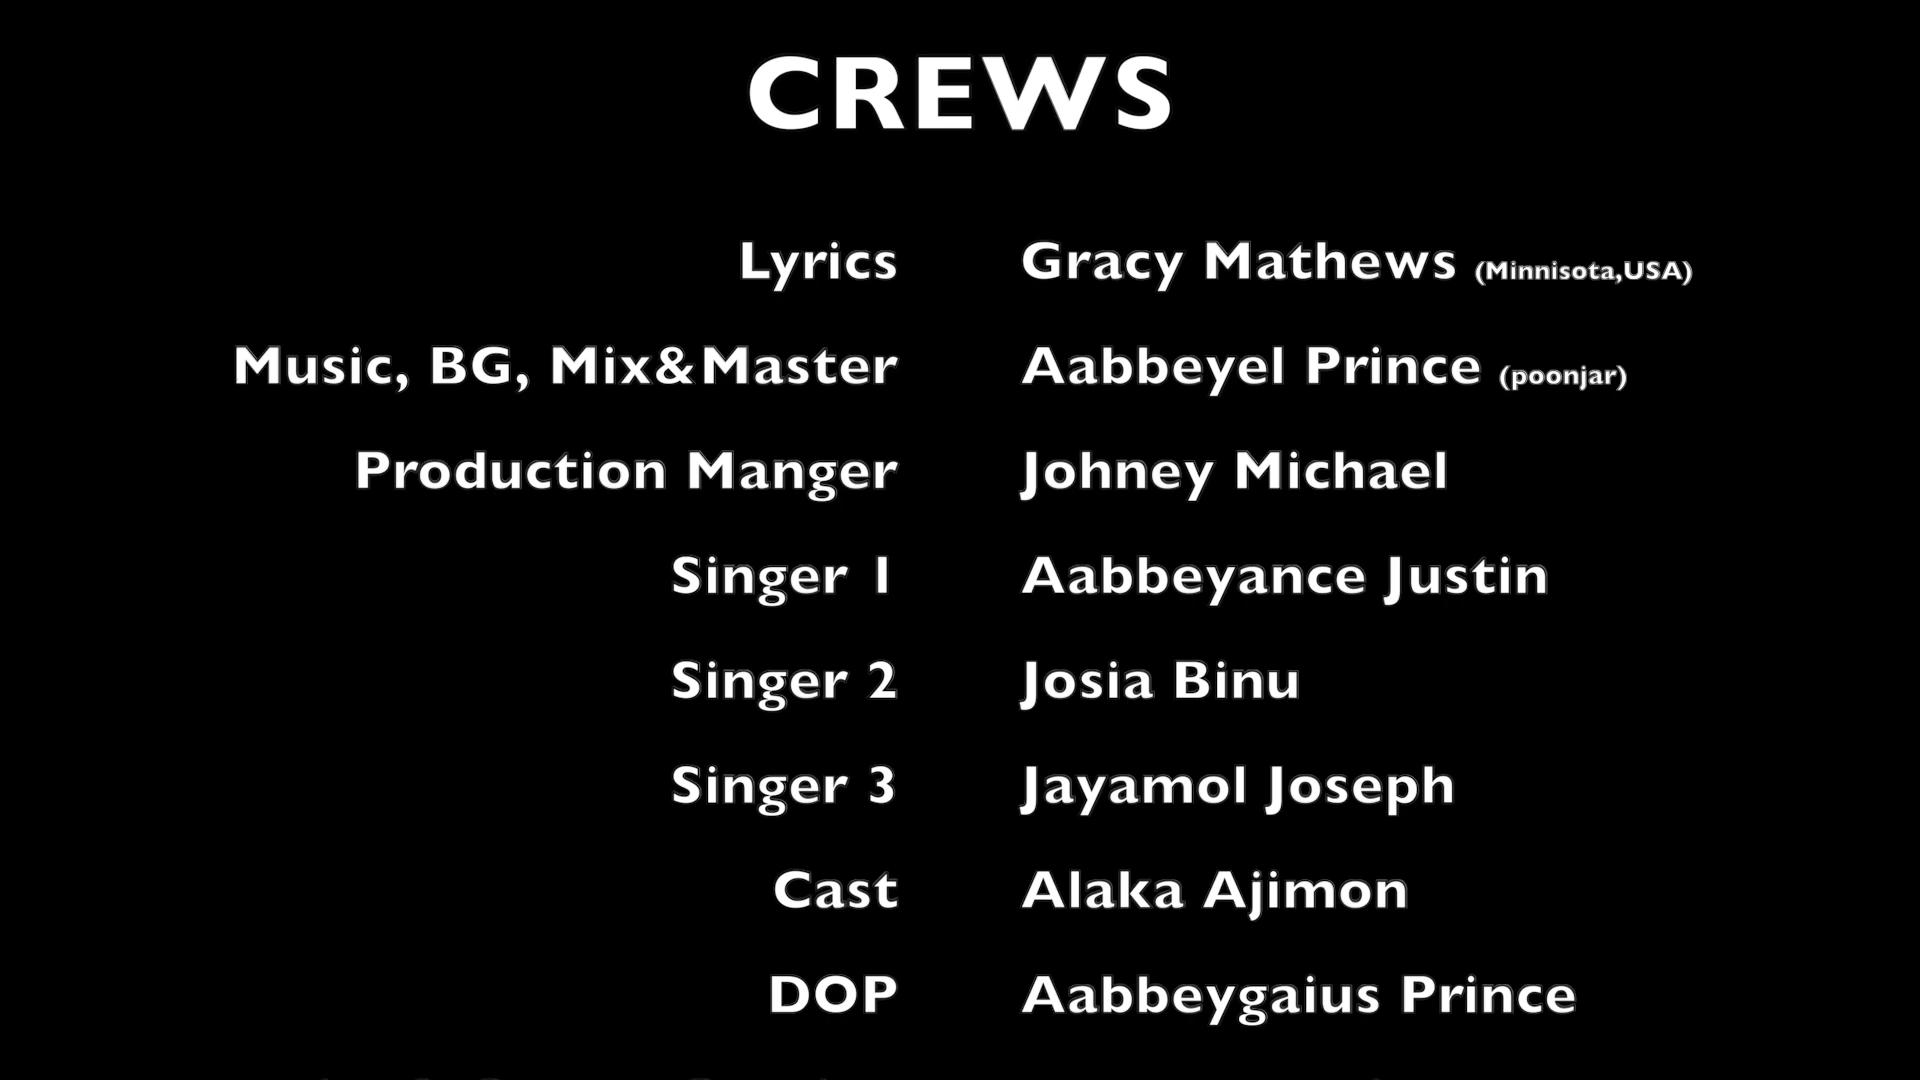 CREWS
Lyrics Gracy Mathews (Minnisota,USA)
Music, BG, Mix&Master Aabbeyel Prince (poonjar)
Production Manger Johney Michael
Singer 1 Aabbeyance Justin
Singer 2 Josia Binu
Singer 3 Jayamol Joseph
Cast Alaka Ajimon
DOP Aabbeygaius Prince